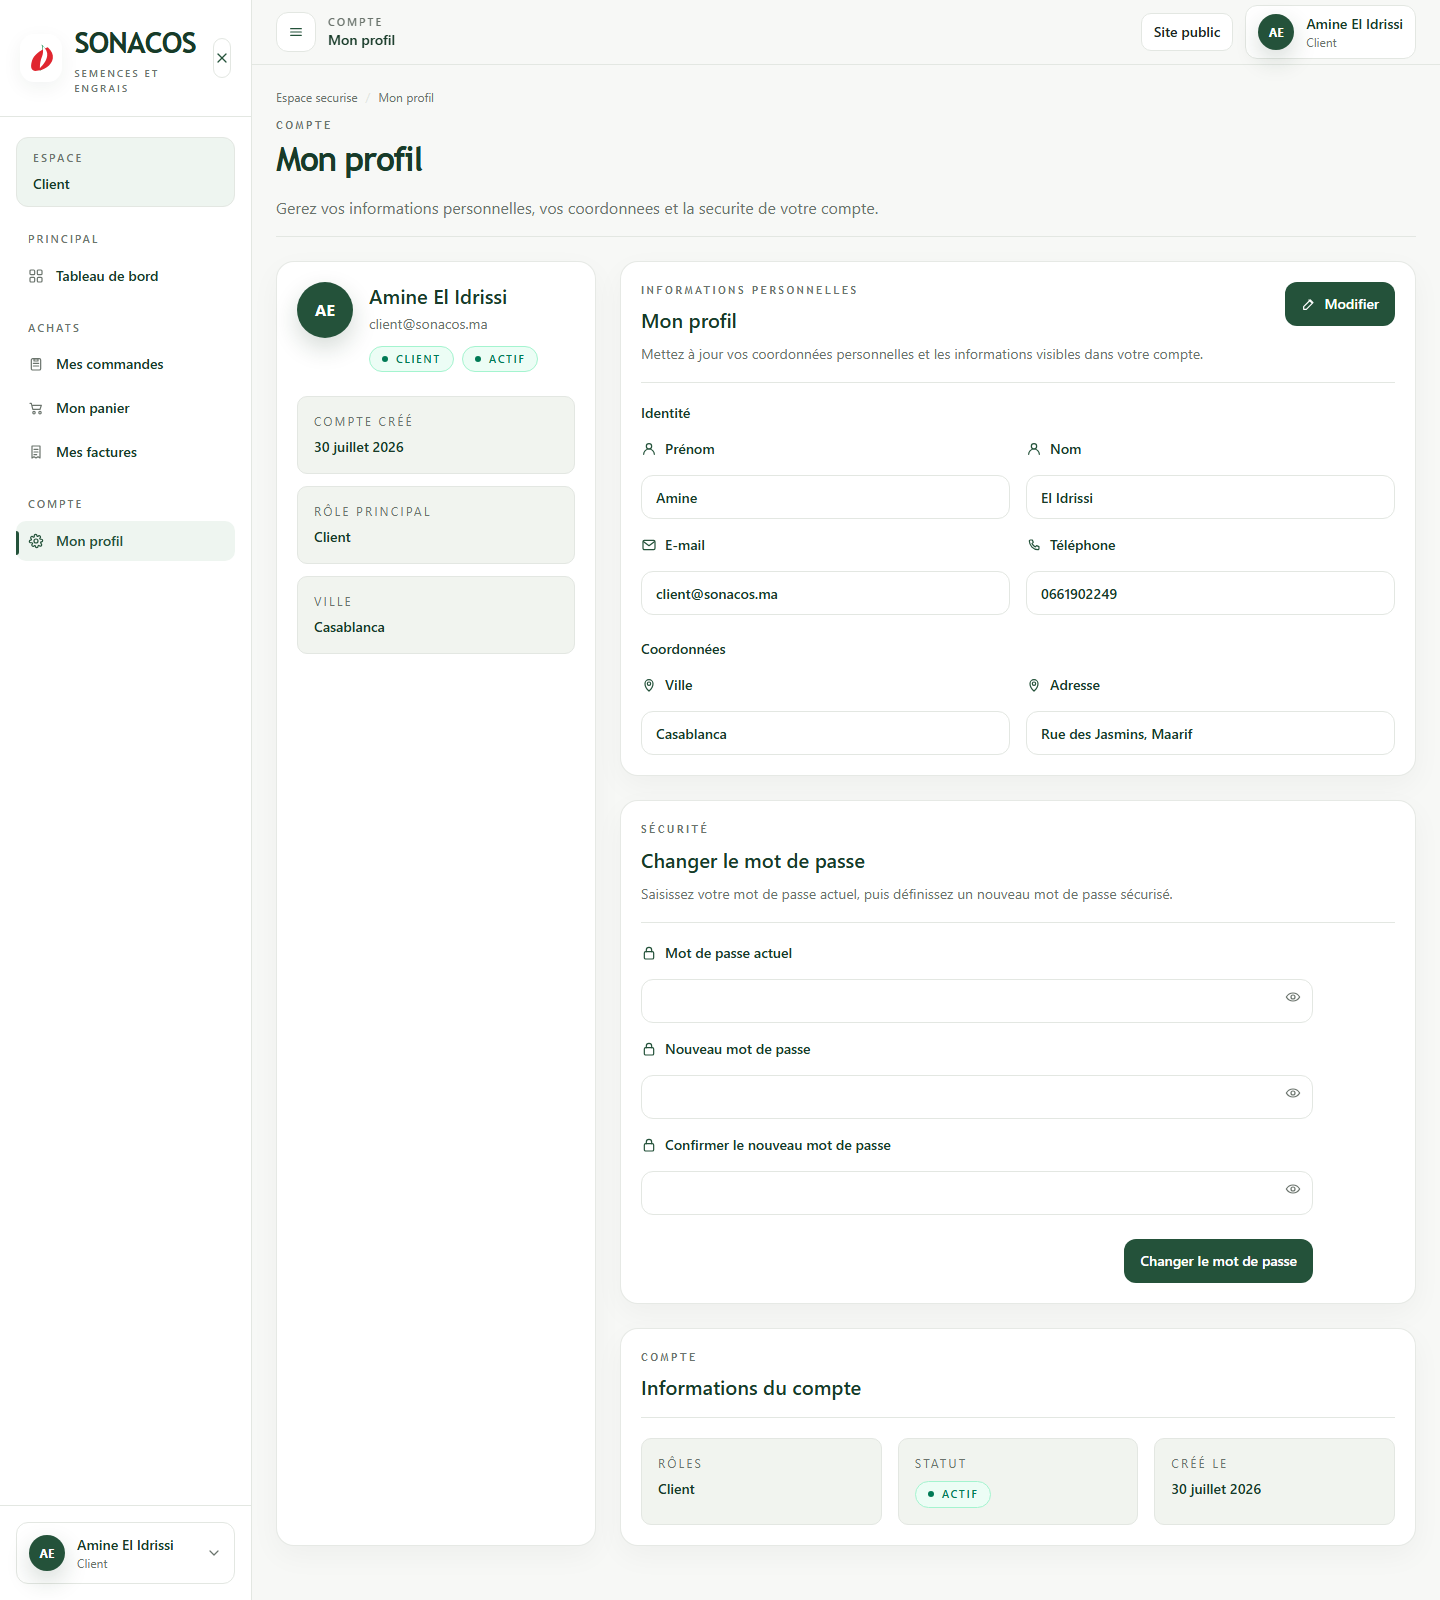 SONACOS
SEMENCES ET
ENGRAIS
ESPACE
Client
PRINCIPAL
Tableau de bord
ACHATS
Mes commandes
Mon panier
Mes factures
COMPTE
Mon profil
AE
Amine El Idrissi
Client
COMPTE
Mon profil
Site public
AE
Amine El Idrissi
Client
Espace securise / Mon profil
COMPTE
Mon profil
Gerez vos informations personnelles, vos coordonnees et la securite de votre compte.
AE
Amine El Idrissi
client@sonacos.ma
CLIENT
ACTIF
COMPTE CRÉÉ
30 juillet 2026
RÔLE PRINCIPAL
Client
VILLE
Casablanca
INFORMATIONS PERSONNELLES
Mon profil
Modifier
Mettez à jour vos coordonnées personnelles et les informations visibles dans votre compte.
Identité
Prénom
Nom
Amine
El Idrissi
E-mail
Téléphone
client@sonacos.ma
0661902249
Coordonnées
Ville
Adresse
Casablanca
Rue des Jasmins, Maarif
SÉCURITÉ
Changer le mot de passe
Saisissez votre mot de passe actuel, puis définissez un nouveau mot de passe sécurisé.
Mot de passe actuel
Nouveau mot de passe
Confirmer le nouveau mot de passe
Changer le mot de passe
COMPTE
Informations du compte
RÔLES
Client
STATUT
ACTIF
CRÉÉ LE
30 juillet 2026